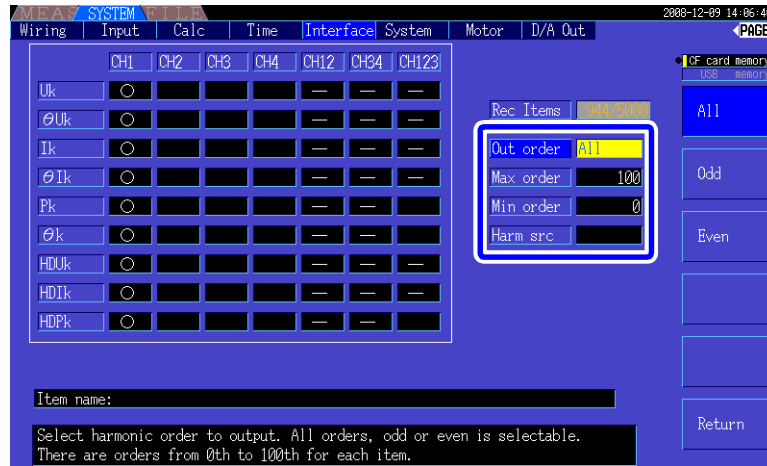 MEAS SYSTEM FILE 2008-12-09 14:06:4
Wiring Input Calc Time Interface System Motor D/A Out PAGE
CH1 CH2 CH3 CH4 CH12 CH34 CH123
CF card memory
USB memory
Uk
θUk
Ik
θIk
Pk
θk
HDUk
HDIk
HDPk
Rec Items 944/5000
Out order All
Max order 100
Min order 0
Harm src
All
Odd
Even
Return
Item name:
Select harmonic order to output. All orders, odd or even is selectable.
There are orders from 0th to 100th for each item.